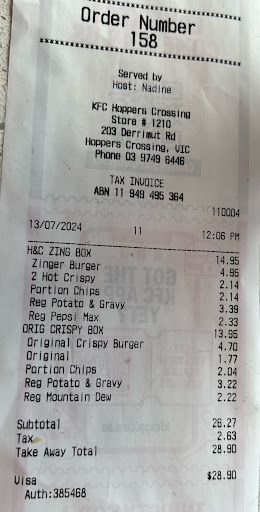 Order Number
158
Served by
Host: Nadine
KFC Hoppers Crossing
Store # 1210
203 Derrimut Rd
Hoppers Crossing, VIC
Phone 03 9749 6446
TAX INVOICE
ABN 11 949 495 364
110004
13/07/2024 11 12:06 PM
H&C ZING BOX 14.95
Zinger Burger 4.95
2 Hot Crispy 2.14
Portion Chips 2.14
Reg Potato & Gravy 3.39
Reg Pepsi Max 2.33
ORIG CRISPY BOX 13.95
Original Crispy Burger 4.70
Original 1.77
Portion Chips 2.04
Reg Potato & Gravy 3.22
Reg Mountain Dew 2.22
Subtotal 26.27
Tax 2.63
Take Away Total 28.90
Visa $28.90
Auth:385468